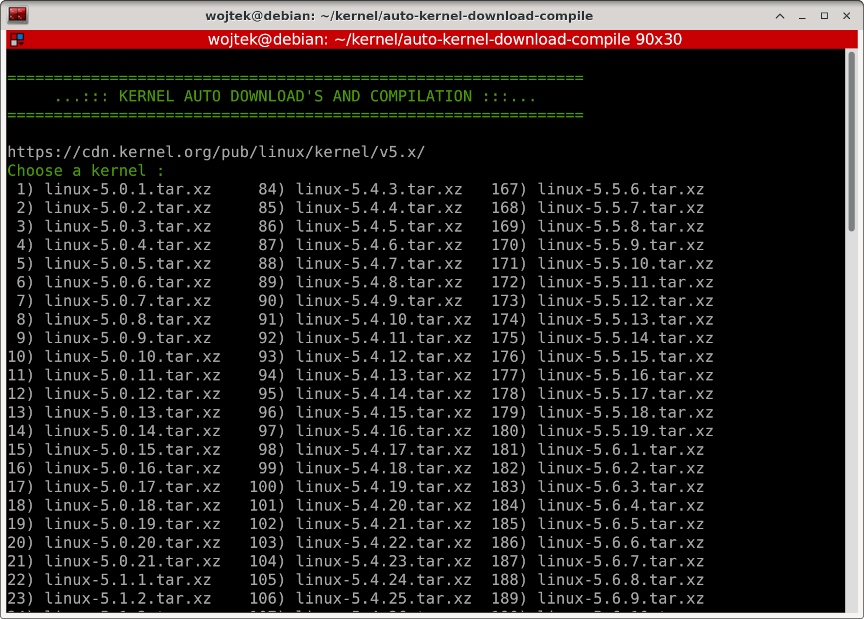 wojtek@debian: ~/kernel/auto-kernel-download-compile
wojtek@debian: ~/kernel/auto-kernel-download-compile 90x30
==============================================================
...::: KERNEL AUTO DOWNLOAD'S AND COMPILATION :::...
==============================================================
https://cdn.kernel.org/pub/linux/kernel/v5.x/
Choose a kernel :
1) linux-5.0.1.tar.xz 84) linux-5.4.3.tar.xz 167) linux-5.5.6.tar.xz
2) linux-5.0.2.tar.xz 85) linux-5.4.4.tar.xz 168) linux-5.5.7.tar.xz
3) linux-5.0.3.tar.xz 86) linux-5.4.5.tar.xz 169) linux-5.5.8.tar.xz
4) linux-5.0.4.tar.xz 87) linux-5.4.6.tar.xz 170) linux-5.5.9.tar.xz
5) linux-5.0.5.tar.xz 88) linux-5.4.7.tar.xz 171) linux-5.5.10.tar.xz
6) linux-5.0.6.tar.xz 89) linux-5.4.8.tar.xz 172) linux-5.5.11.tar.xz
7) linux-5.0.7.tar.xz 90) linux-5.4.9.tar.xz 173) linux-5.5.12.tar.xz
8) linux-5.0.8.tar.xz 91) linux-5.4.10.tar.xz 174) linux-5.5.13.tar.xz
9) linux-5.0.9.tar.xz 92) linux-5.4.11.tar.xz 175) linux-5.5.14.tar.xz
10) linux-5.0.10.tar.xz 93) linux-5.4.12.tar.xz 176) linux-5.5.15.tar.xz
11) linux-5.0.11.tar.xz 94) linux-5.4.13.tar.xz 177) linux-5.5.16.tar.xz
12) linux-5.0.12.tar.xz 95) linux-5.4.14.tar.xz 178) linux-5.5.17.tar.xz
13) linux-5.0.13.tar.xz 96) linux-5.4.15.tar.xz 179) linux-5.5.18.tar.xz
14) linux-5.0.14.tar.xz 97) linux-5.4.16.tar.xz 180) linux-5.5.19.tar.xz
15) linux-5.0.15.tar.xz 98) linux-5.4.17.tar.xz 181) linux-5.6.1.tar.xz
16) linux-5.0.16.tar.xz 99) linux-5.4.18.tar.xz 182) linux-5.6.2.tar.xz
17) linux-5.0.17.tar.xz 100) linux-5.4.19.tar.xz 183) linux-5.6.3.tar.xz
18) linux-5.0.18.tar.xz 101) linux-5.4.20.tar.xz 184) linux-5.6.4.tar.xz
19) linux-5.0.19.tar.xz 102) linux-5.4.21.tar.xz 185) linux-5.6.5.tar.xz
20) linux-5.0.20.tar.xz 103) linux-5.4.22.tar.xz 186) linux-5.6.6.tar.xz
21) linux-5.0.21.tar.xz 104) linux-5.4.23.tar.xz 187) linux-5.6.7.tar.xz
22) linux-5.1.1.tar.xz 105) linux-5.4.24.tar.xz 188) linux-5.6.8.tar.xz
23) linux-5.1.2.tar.xz 106) linux-5.4.25.tar.xz 189) linux-5.6.9.tar.xz